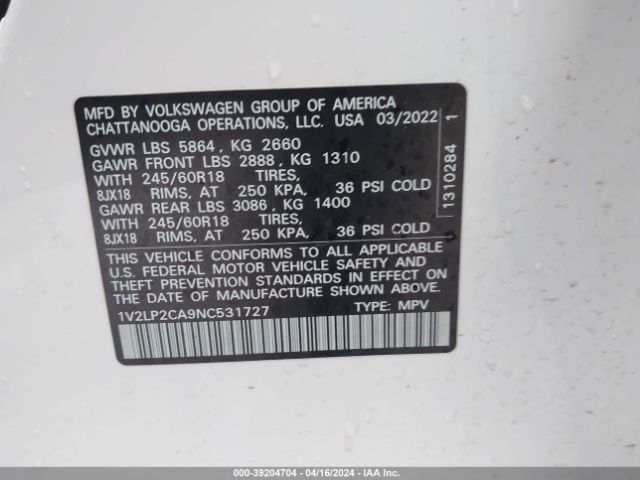 MFD BY VOLKSWAGEN GROUP OF AMERICA
CHATTANOOGA OPERATIONS, LLC. USA 03/2022
GVWR LBS 5864, KG 2660
GAWR FRONT LBS 2888, KG 1310
WITH 245/60R18 TIRES,
8JX18 RIMS, AT 250 KPA, 36 PSI COLD
GAWR REAR LBS 3086, KG 1400
WITH 245/60R18 TIRES,
8JX18 RIMS, AT 250 KPA, 36 PSI COLD
THIS VEHICLE CONFORMS TO ALL APPLICABLE
U.S. FEDERAL MOTOR VEHICLE SAFETY AND
THEFT PREVENTION STANDARDS IN EFFECT ON
THE DATE OF MANUFACTURE SHOWN ABOVE.
1V2LP2CA9NC531727 TYPE: MPV
1310284 1
000-39204704 - 04/16/2024 - IAA Inc.